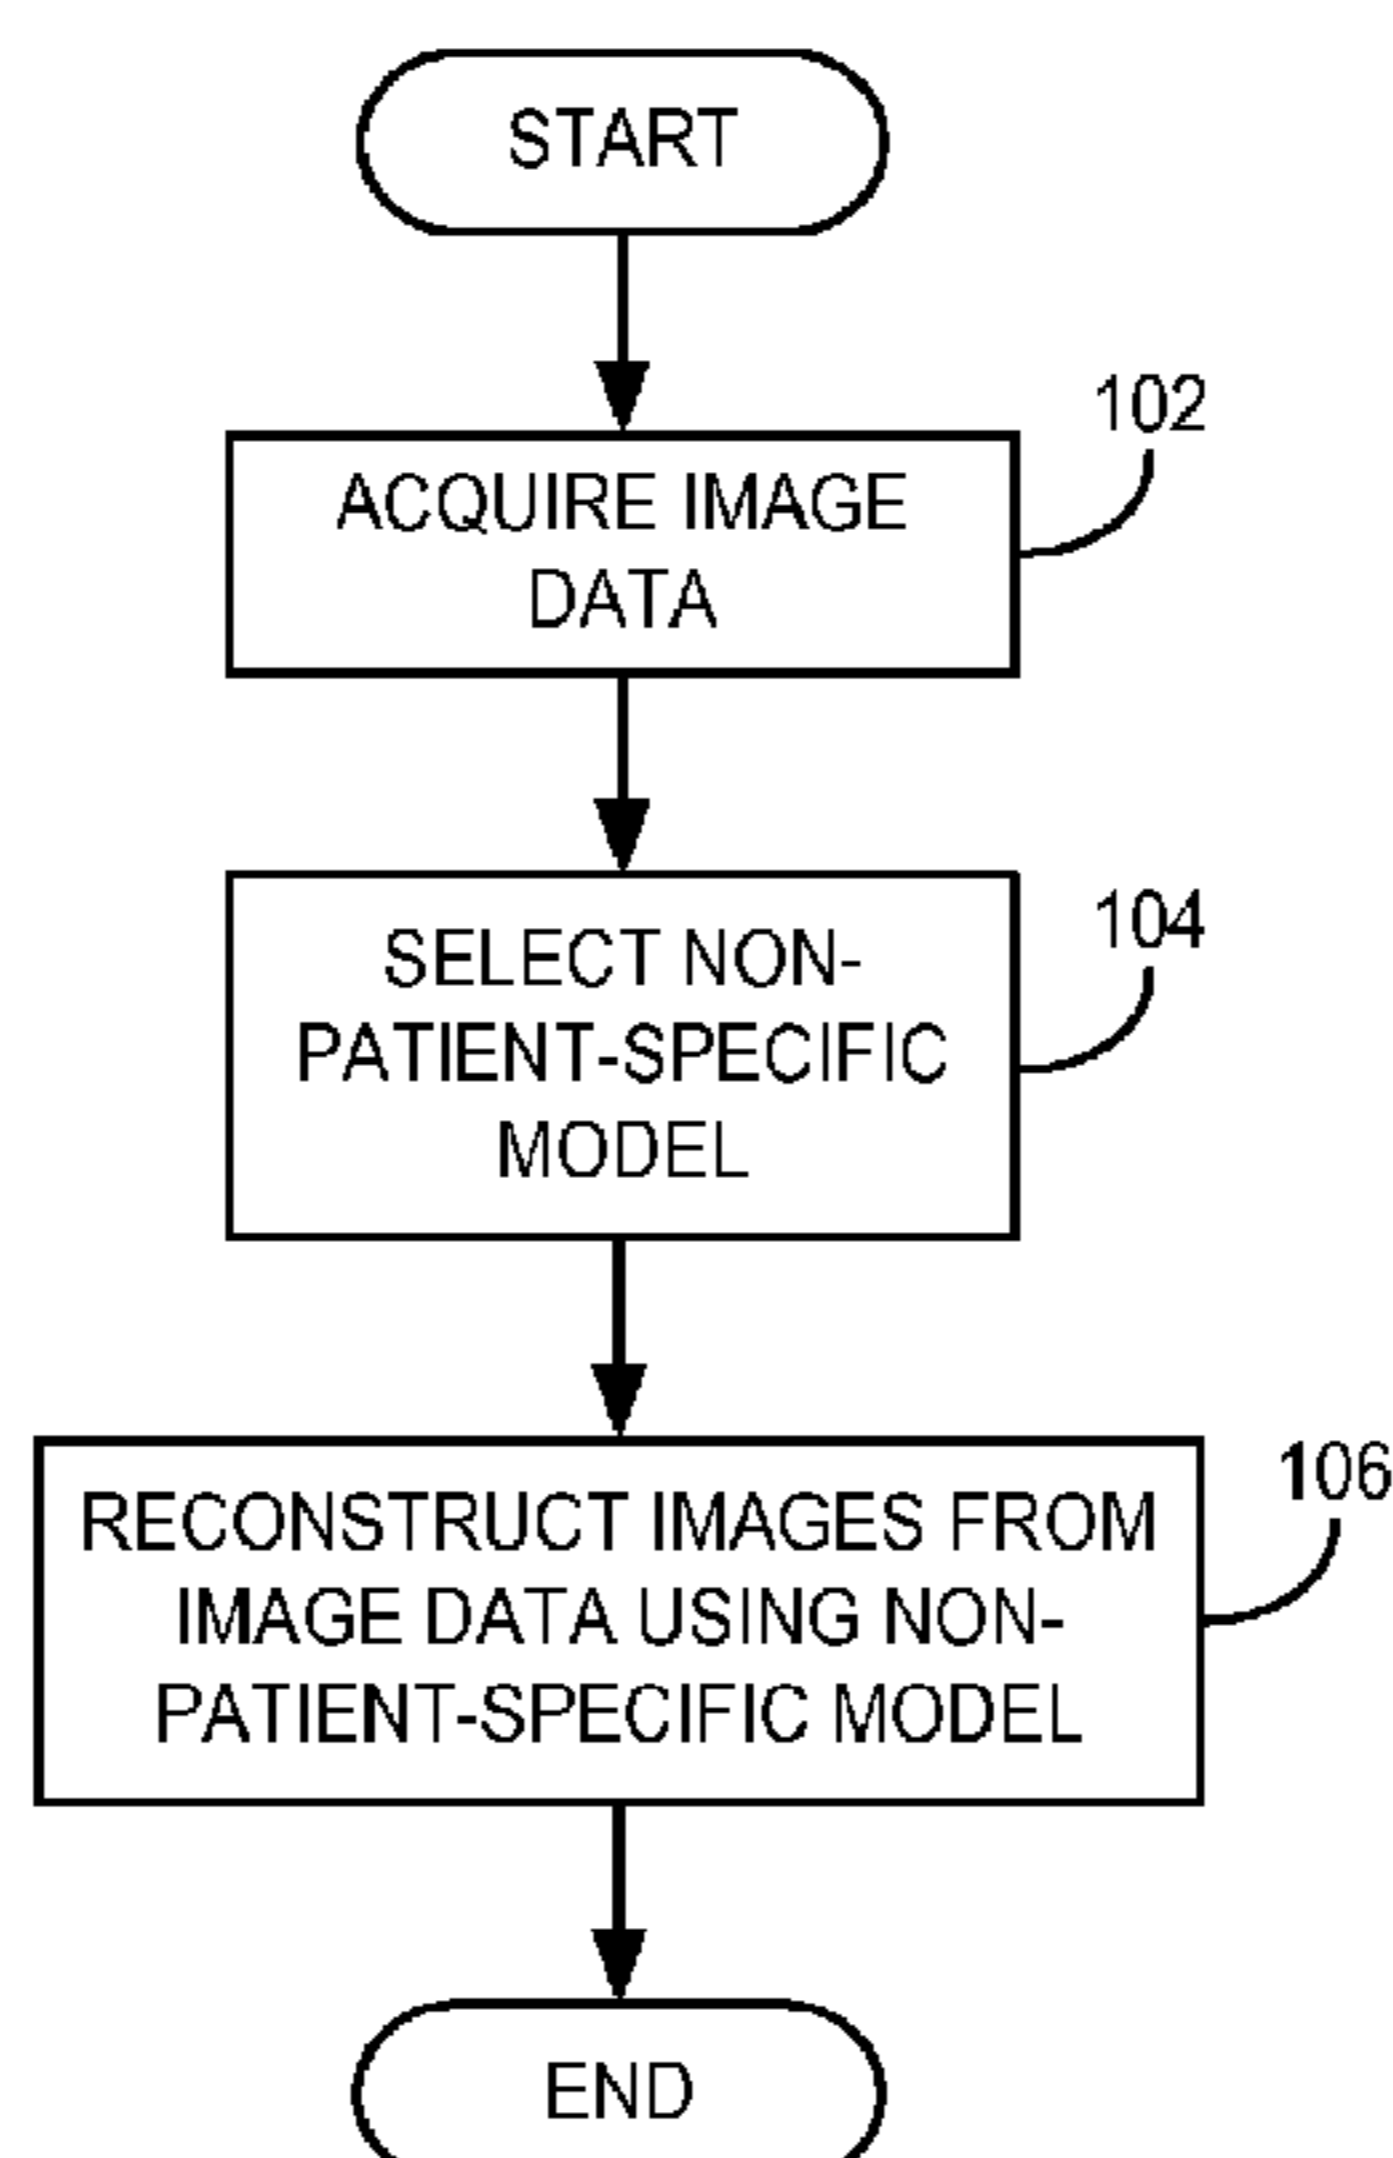 START
102
ACQUIRE IMAGE
DATA
104
SELECT NON-
PATIENT-SPECIFIC
MODEL
106
RECONSTRUCT IMAGES FROM
IMAGE DATA USING NON-
PATIENT-SPECIFIC MODEL
END